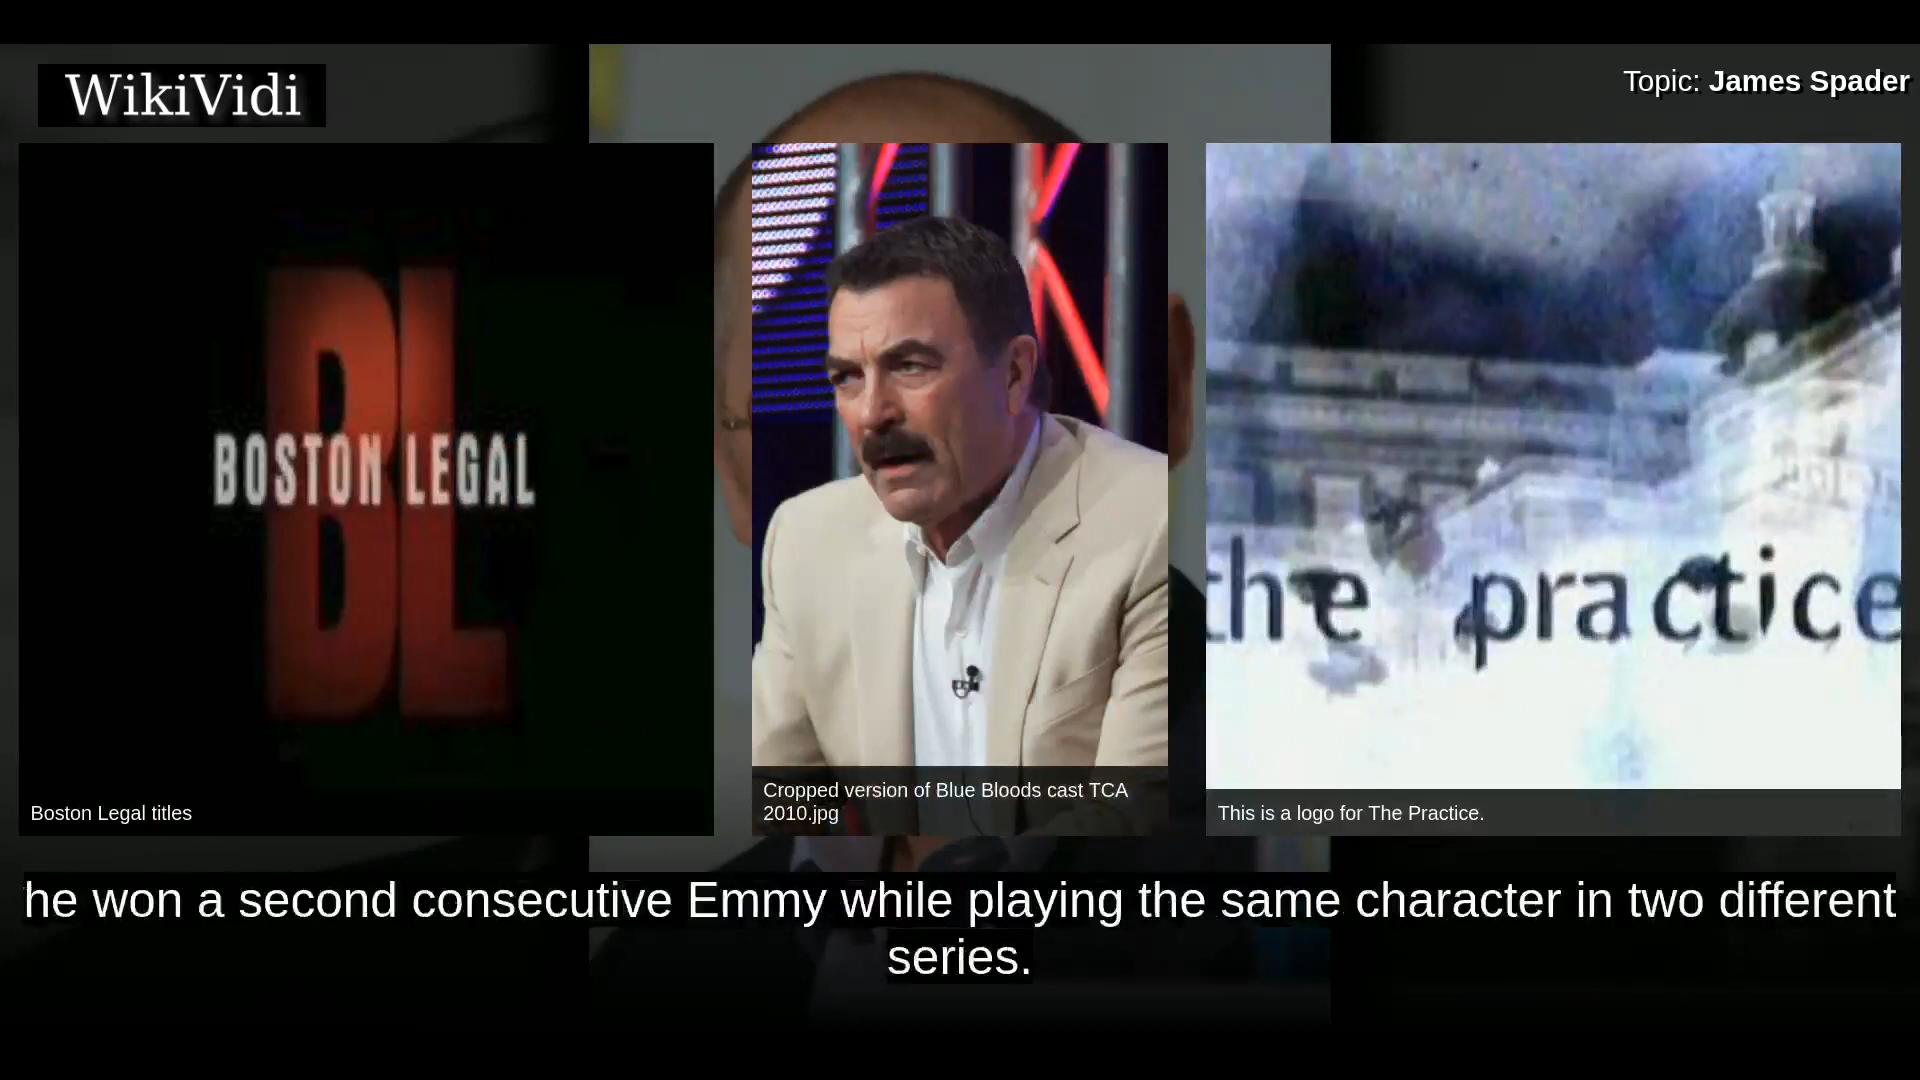 WikiVidi
Topic: James Spader
BL
BOSTON LEGAL
the practice
Boston Legal titles
Cropped version of Blue Bloods cast TCA
2010.jpg
This is a logo for The Practice.
he won a second consecutive Emmy while playing the same character in two different
series.